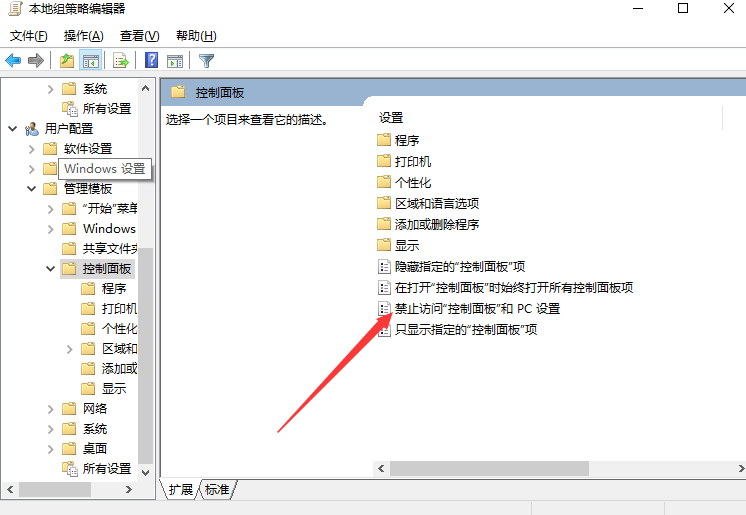 本地组策略编辑器
文件(F) 操作(A) 查看(V) 帮助(H)
系统
所有设置
用户配置
软件设置
Windows 设置
管理模板
“开始”菜单
Windows
共享文件夹
控制面板
程序
打印机
个性化
区域和
添加或
显示
网络
系统
桌面
所有设置
控制面板
选择一个项目来查看它的描述。
设置
程序
打印机
个性化
区域和语言选项
添加或删除程序
显示
隐藏指定的“控制面板”项
在打开“控制面板”时始终打开所有控制面板项
禁止访问“控制面板”和 PC 设置
只显示指定的“控制面板”项
扩展 标准